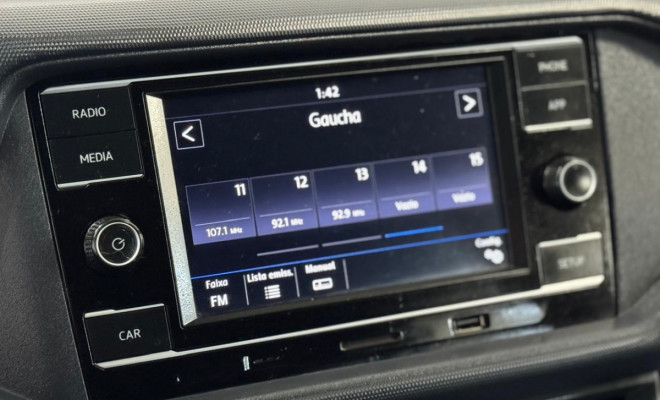 RADIO
MEDIA
CAR
1:42
Gaucha
11 12 13 14 15
107.1 MHz 92.1 MHz 92.9 MHz Vazio Vazio
Faixa Lista emiss. Manual Config.
FM
PHONE
APP
SETUP